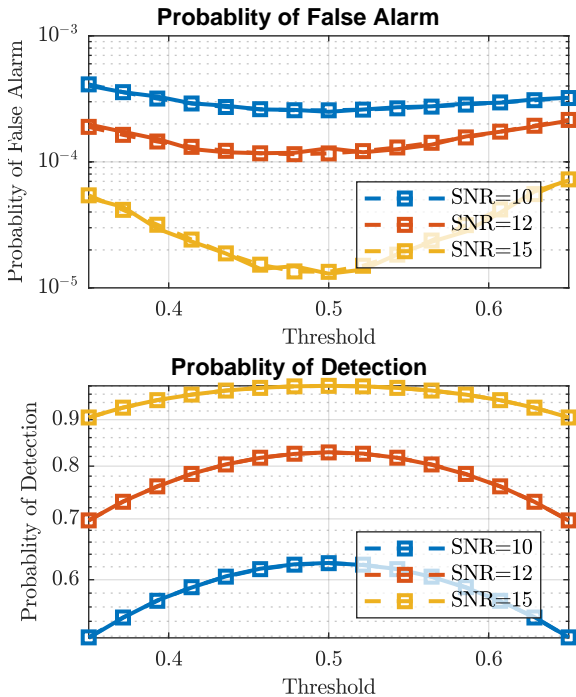 Probablity of False Alarm
10⁻³
10⁻⁴
10⁻⁵
Probablity of False Alarm
SNR=10
SNR=12
SNR=15
0.4
0.5
0.6
Threshold
Probablity of Detection
0.9
0.8
0.7
0.6
Probablity of Detection
SNR=10
SNR=12
SNR=15
0.4
0.5
0.6
Threshold